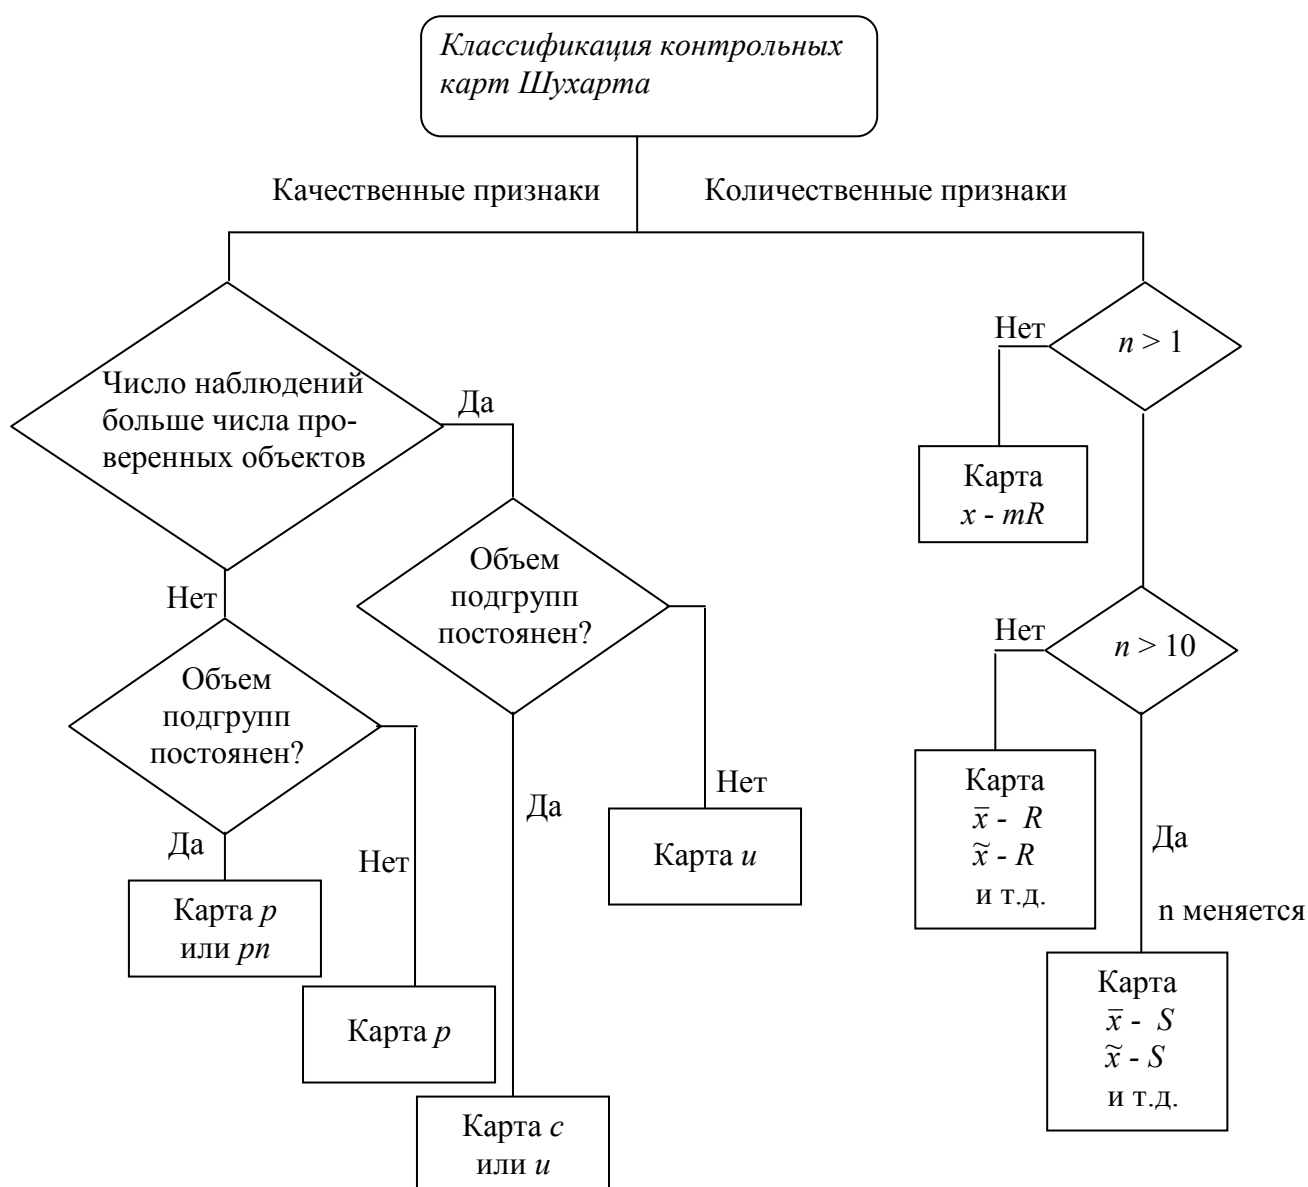 Классификация контрольных
карт Шухарта
Качественные признаки
Количественные признаки
Число наблюдений
больше числа про-
веренных объектов
Да
Нет
Объем
подгрупп
постоянен?
Да
Карта p
или pn
Нет
Карта p
Объем
подгрупп
постоянен?
Да
Карта c
или u
Нет
Карта u
n > 1
Нет
Карта
x - mR
n > 10
Нет
Карта
x̅ - R
x̃ - R
и т.д.
Да
n меняется
Карта
x̅ - S
x̃ - S
и т.д.